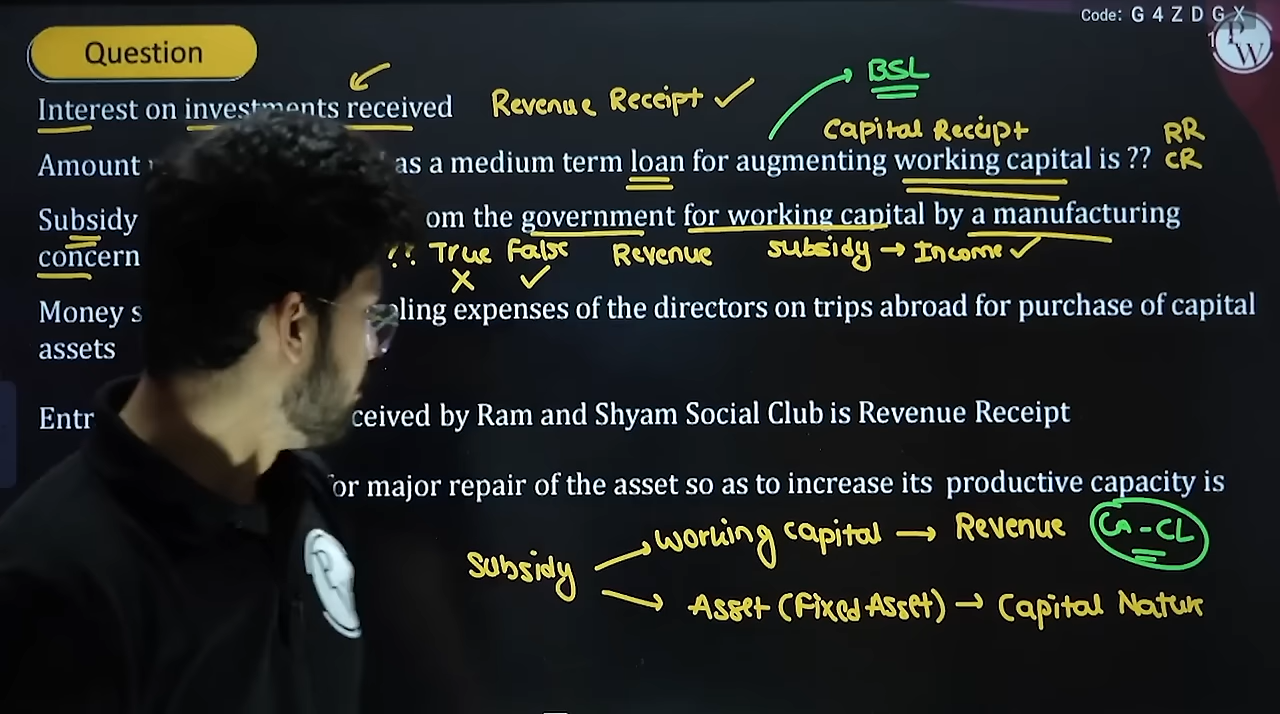 Code: G 4 Z D G X
Question
PW
BSL
Interest on investments received Revenue Receipt ✓
Capital Receipt RR
Amount as a medium term loan for augmenting working capital is ?? CR
Subsidy om the government for working capital by a manufacturing
concern ?? True False Revenue subsidy → Income ✓
X ✓
Money s ling expenses of the directors on trips abroad for purchase of capital
assets
Entr ceived by Ram and Shyam Social Club is Revenue Receipt
for major repair of the asset so as to increase its productive capacity is
Subsidy → Working capital → Revenue CA - CL
→ Asset (Fixed Asset) → Capital Natur